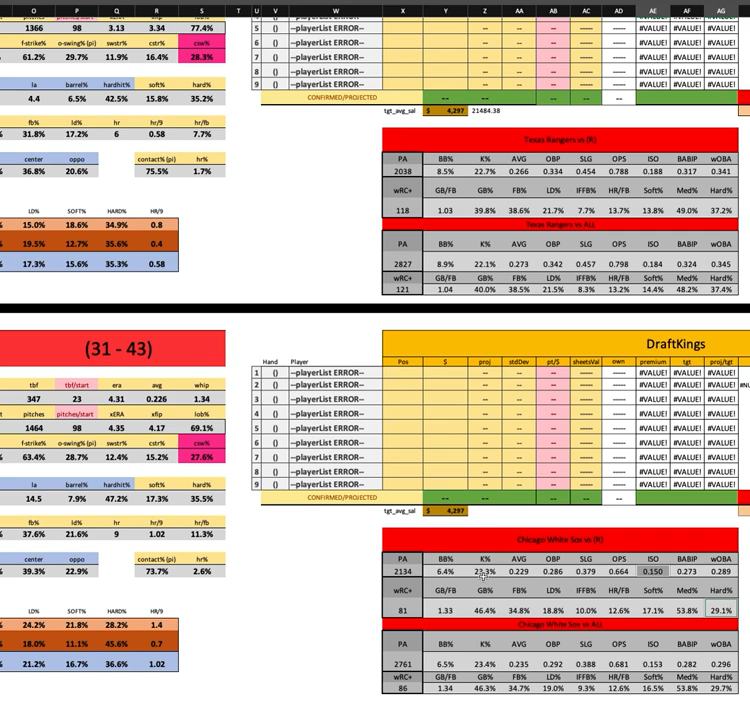 O P Q R S T U V W X Y Z AA AB AC AD AE AF AG
pitches pitches/start xERA xfip lob%
1366 98 3.13 3.34 77.4%
f-strike% o-swing% (pi) swstr% cstr% csw%
61.2% 29.7% 11.9% 16.4% 28.3%
la barrel% hardhit% soft% hard%
4.4 6.5% 42.5% 15.8% 35.2%
fb% ld% hr hr/9 hr/fb
31.8% 17.2% 6 0.58 7.7%
center oppo contact% (pi) hr%
36.8% 20.6% 75.5% 1.7%
LD% SOFT% HARD% HR/9
15.0% 18.6% 34.9% 0.8
19.5% 12.7% 35.6% 0.4
17.3% 15.6% 35.3% 0.58
5 () --playerList ERROR-- -- -- -- -- -- ----- ----- #VALUE! #VALUE! #VALUE!
6 () --playerList ERROR-- -- -- -- -- -- ----- ----- #VALUE! #VALUE! #VALUE!
7 () --playerList ERROR-- -- -- -- -- -- ----- ----- #VALUE! #VALUE! #VALUE!
8 () --playerList ERROR-- -- -- -- -- -- ----- ----- #VALUE! #VALUE! #VALUE!
9 () --playerList ERROR-- -- -- -- -- -- ----- ----- #VALUE! #VALUE! #VALUE!
CONFIRMED/PROJECTED -- -- -- -- --
tgt_avg_sal $ 4,297 21484.38
Texas Rangers vs (R)
PA BB% K% AVG OBP SLG OPS ISO BABIP wOBA
2038 8.5% 22.7% 0.266 0.334 0.454 0.788 0.188 0.317 0.341
wRC+ GB/FB GB% FB% LD% IFFB% HR/FB Soft% Med% Hard%
118 1.03 39.8% 38.6% 21.7% 7.7% 13.7% 13.8% 49.0% 37.2%
Texas Rangers vs ALL
PA BB% K% AVG OBP SLG OPS ISO BABIP wOBA
2827 8.9% 22.1% 0.273 0.342 0.457 0.798 0.184 0.324 0.345
wRC+ GB/FB GB% FB% LD% IFFB% HR/FB Soft% Med% Hard%
121 1.04 40.0% 38.5% 21.5% 8.3% 13.2% 14.4% 48.2% 37.4%
(31 - 43)
tbf tbf/start era avg whip
347 23 4.31 0.226 1.34
pitches pitches/start xERA xfip lob%
1464 98 4.35 4.17 69.1%
f-strike% o-swing% (pi) swstr% cstr% csw%
63.4% 28.7% 12.4% 15.2% 27.6%
la barrel% hardhit% soft% hard%
14.5 7.9% 47.2% 17.3% 35.5%
fb% ld% hr hr/9 hr/fb
37.6% 21.6% 9 1.02 11.3%
center oppo contact% (pi) hr%
39.3% 22.9% 73.7% 2.6%
LD% SOFT% HARD% HR/9
24.2% 21.8% 28.2% 1.4
18.0% 11.1% 45.6% 0.7
21.2% 16.7% 36.6% 1.02
DraftKings
Hand Player Pos $ proj stdDev pt/$ sheetsVal own premium tgt proj/tgt
1 () --playerList ERROR-- -- -- -- -- -- ----- ----- #VALUE! #VALUE! #VALUE!
2 () --playerList ERROR-- -- -- -- -- -- ----- ----- #VALUE! #VALUE! #VALUE!
3 () --playerList ERROR-- -- -- -- -- -- ----- ----- #VALUE! #VALUE! #VALUE!
4 () --playerList ERROR-- -- -- -- -- -- ----- ----- #VALUE! #VALUE! #VALUE!
5 () --playerList ERROR-- -- -- -- -- -- ----- ----- #VALUE! #VALUE! #VALUE!
6 () --playerList ERROR-- -- -- -- -- -- ----- ----- #VALUE! #VALUE! #VALUE!
7 () --playerList ERROR-- -- -- -- -- -- ----- ----- #VALUE! #VALUE! #VALUE!
8 () --playerList ERROR-- -- -- -- -- -- ----- ----- #VALUE! #VALUE! #VALUE!
9 () --playerList ERROR-- -- -- -- -- -- ----- ----- #VALUE! #VALUE! #VALUE!
CONFIRMED/PROJECTED -- -- -- -- --
tgt_avg_sal $ 4,297
Chicago White Sox vs (R)
PA BB% K% AVG OBP SLG OPS ISO BABIP wOBA
2134 6.4% 23.3% 0.229 0.286 0.379 0.664 0.150 0.273 0.289
wRC+ GB/FB GB% FB% LD% IFFB% HR/FB Soft% Med% Hard%
81 1.33 46.4% 34.8% 18.8% 10.0% 12.6% 17.1% 53.8% 29.1%
Chicago White Sox vs ALL
PA BB% K% AVG OBP SLG OPS ISO BABIP wOBA
2761 6.5% 23.4% 0.235 0.292 0.388 0.681 0.153 0.282 0.296
wRC+ GB/FB GB% FB% LD% IFFB% HR/FB Soft% Med% Hard%
86 1.34 46.3% 34.7% 19.0% 9.3% 12.6% 16.5% 53.8% 29.7%